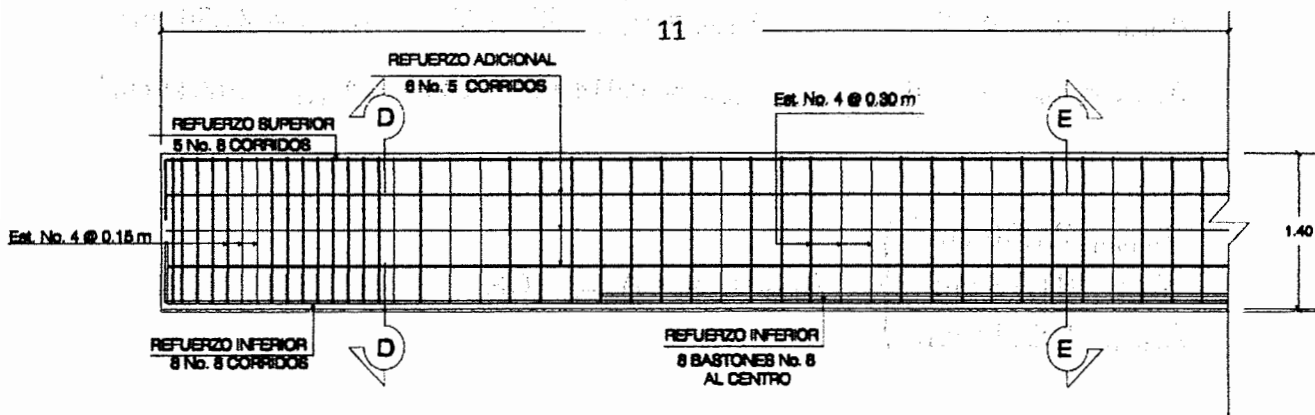 11
REFUERZO ADICIONAL
6 No. 5 CORRIDOS
Est. No. 4 @ 0.30 m
D
E
REFUERZO SUPERIOR
5 No. 8 CORRIDOS
Est. No. 4 @ 0.15 m
1.40
REFUERZO INFERIOR
8 No. 8 CORRIDOS
D
REFUERZO INFERIOR
8 BASTONES No. 8
AL CENTRO
E